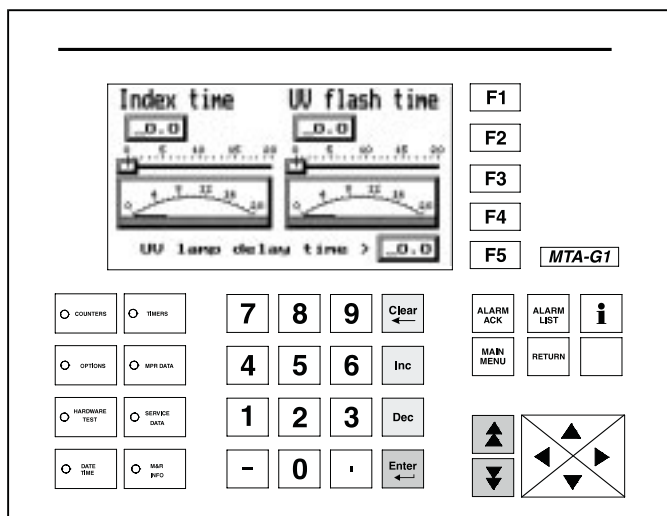 Index time UV flash time
_0.0 _0.0
0 5 10 15 20 0 5 10 15 20
0 4 8 12 16 20 0 4 8 12 16 20
UV lamp delay time > _0.0
F1
F2
F3
F4
F5
MTA-G1
COUNTERS TIMERS
OPTIONS MPR DATA
HARDWARE TEST SERVICE DATA
DATE TIME M&R INFO
7 8 9 Clear
4 5 6 Inc
1 2 3 Dec
– 0 . Enter
ALARM ACK ALARM LIST i
MAIN MENU RETURN